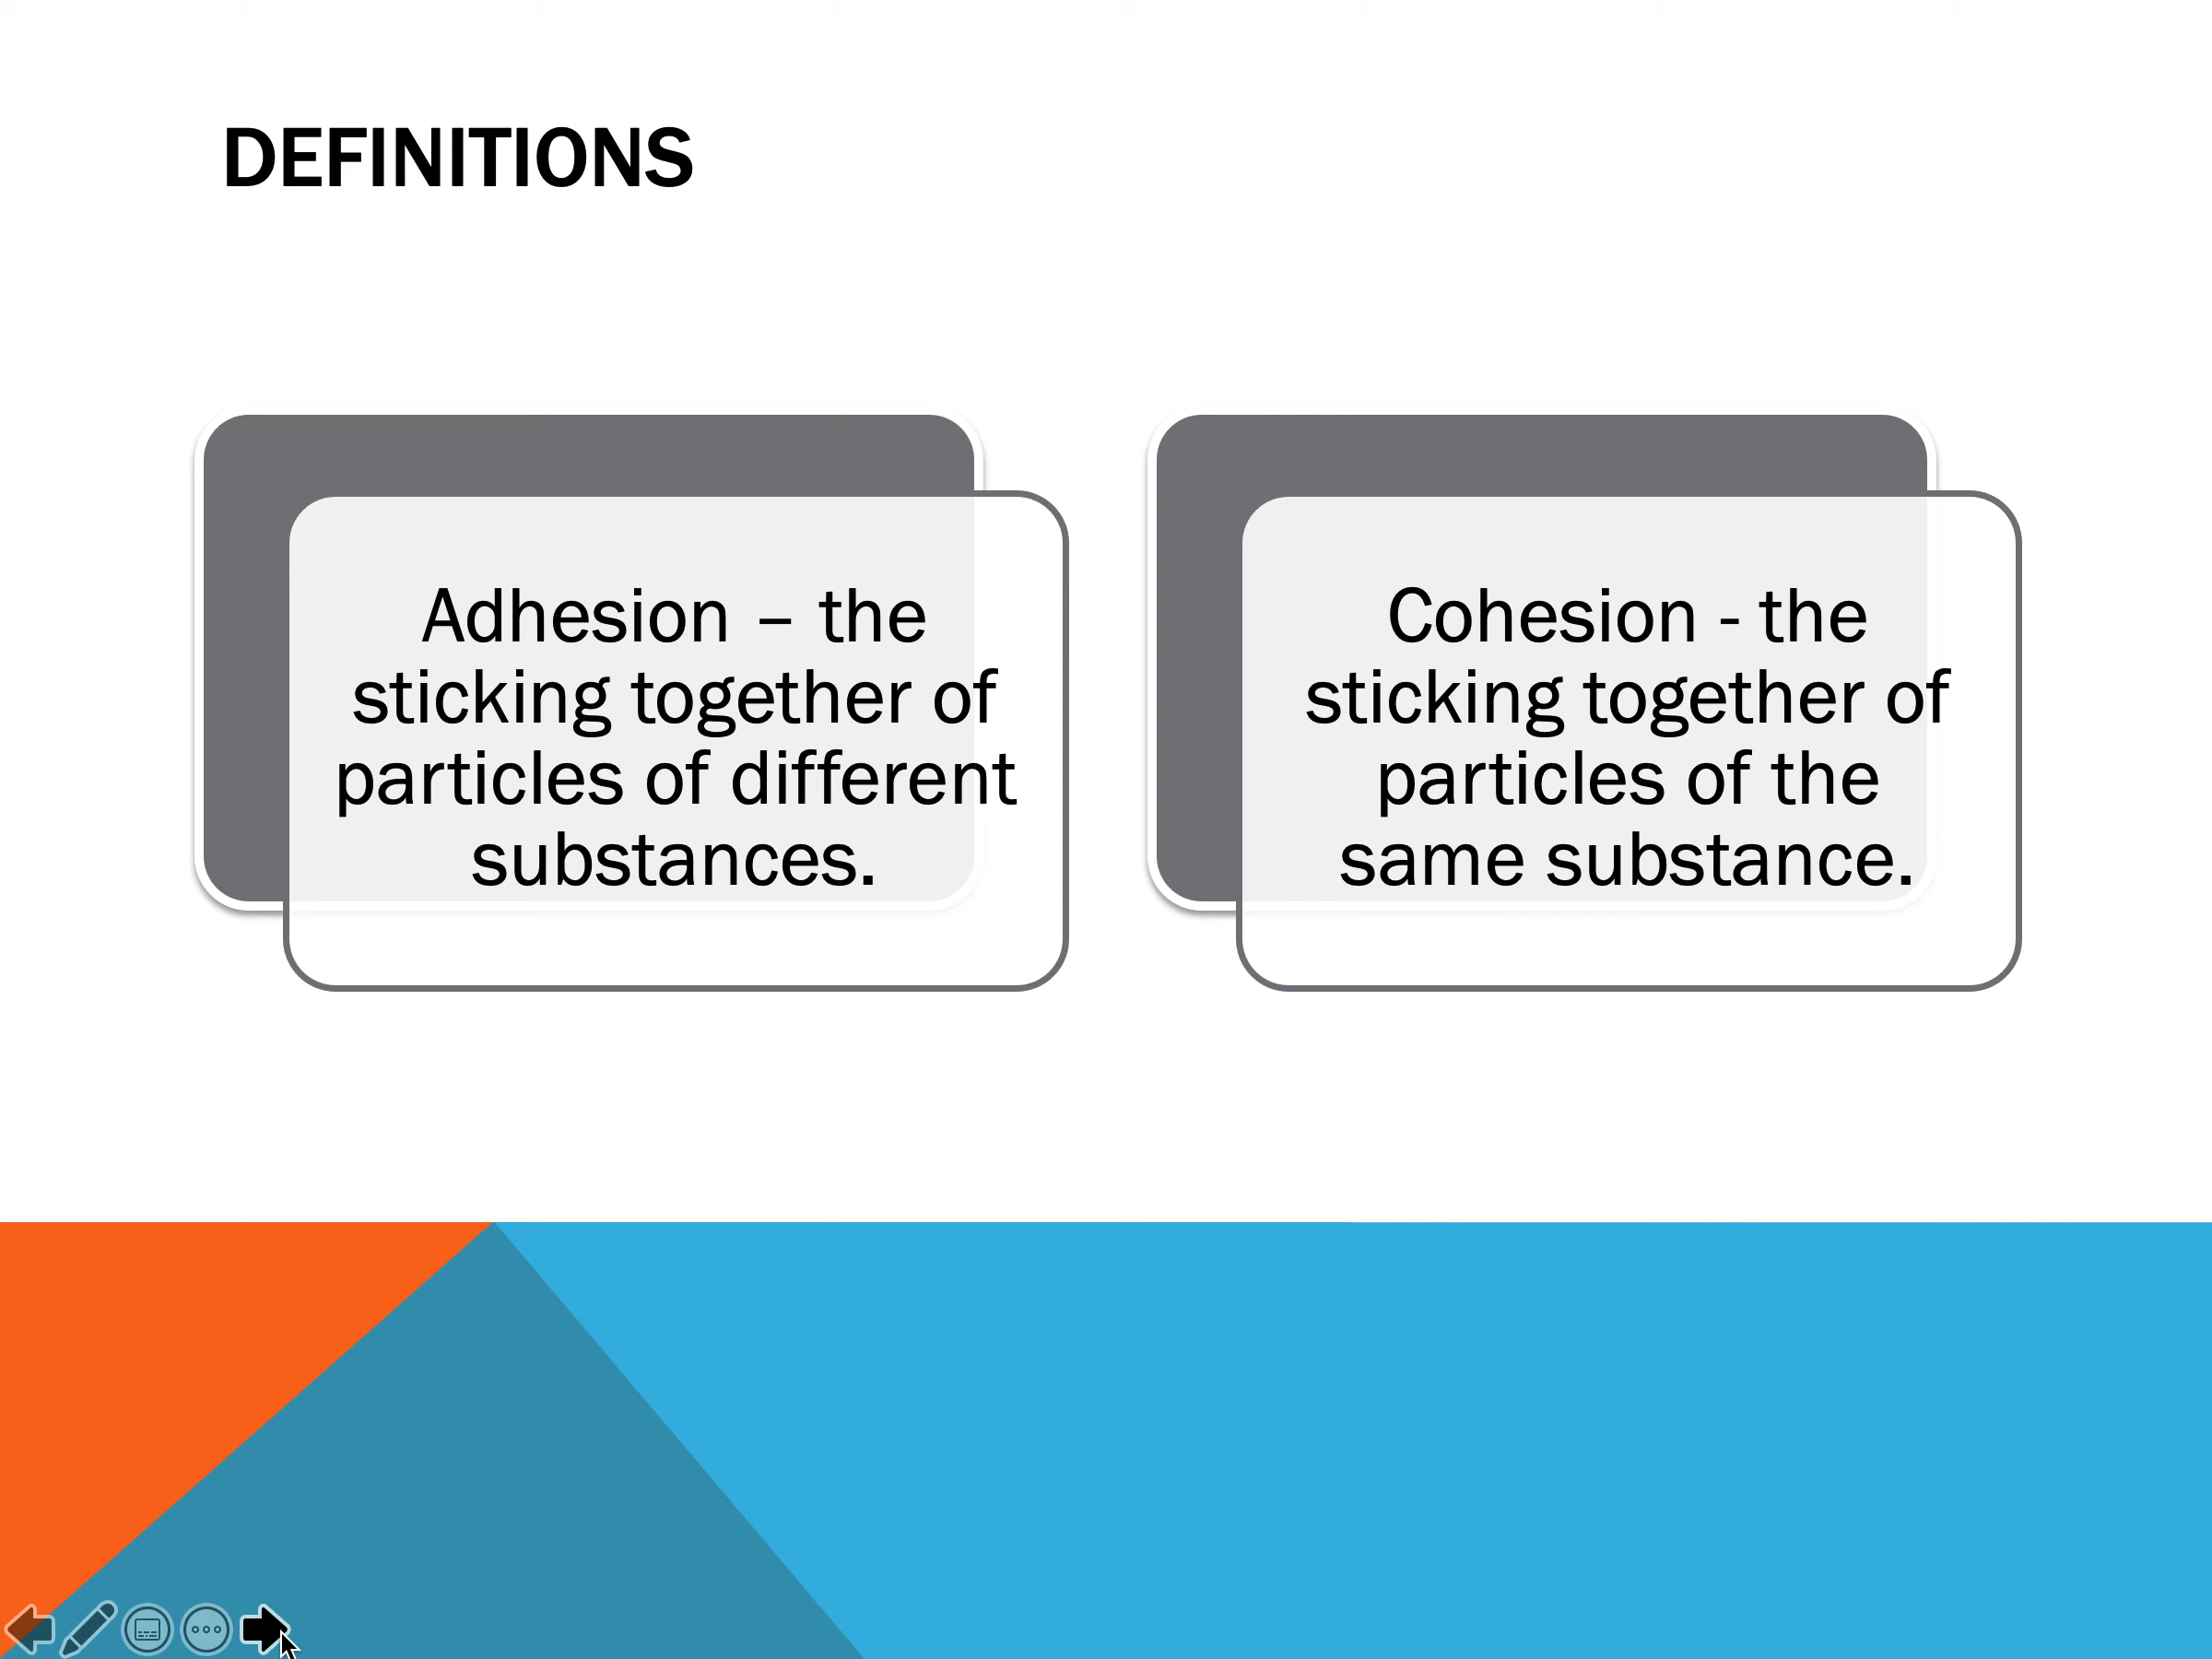 DEFINITIONS
Adhesion – the
sticking together of
particles of different
substances.
Cohesion - the
sticking together of
particles of the
same substance.